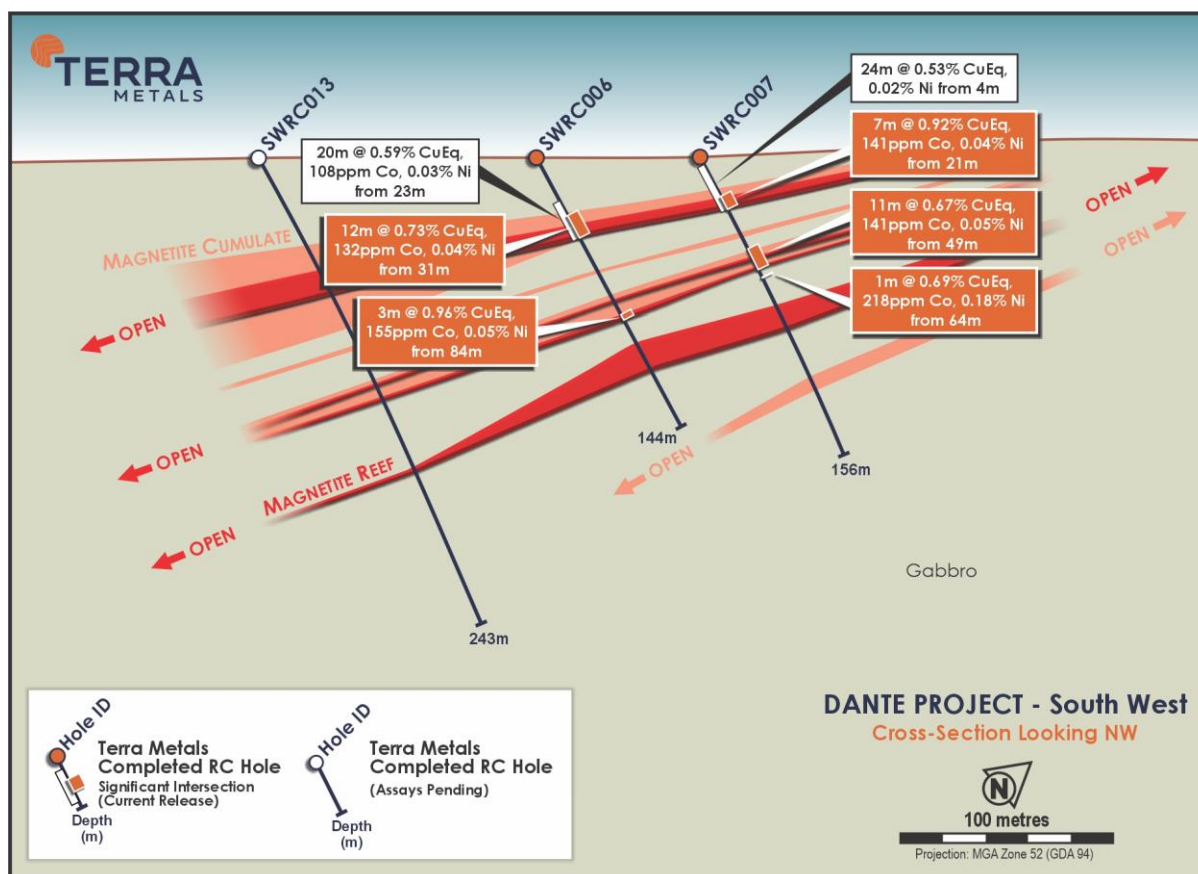 TERRA
METALS
SWRC013
SWRC006
SWRC007
24m @ 0.53% CuEq,
0.02% Ni from 4m
20m @ 0.59% CuEq,
108ppm Co, 0.03% Ni
from 23m
7m @ 0.92% CuEq,
141ppm Co, 0.04% Ni
from 21m
12m @ 0.73% CuEq,
132ppm Co, 0.04% Ni
from 31m
11m @ 0.67% CuEq,
141ppm Co, 0.05% Ni
from 49m
3m @ 0.96% CuEq,
155ppm Co, 0.05% Ni
from 84m
1m @ 0.69% CuEq,
218ppm Co, 0.18% Ni
from 64m
MAGNETITE CUMULATE
OPEN
OPEN
OPEN
OPEN
MAGNETITE REEF
OPEN
OPEN
144m
156m
243m
Gabbro
Hole ID
Terra Metals
Completed RC Hole
Significant Intersection
(Current Release)
Depth
(m)
Hole ID
Terra Metals
Completed RC Hole
(Assays Pending)
Depth
(m)
DANTE PROJECT - South West
Cross-Section Looking NW
N
100 metres
Projection: MGA Zone 52 (GDA 94)